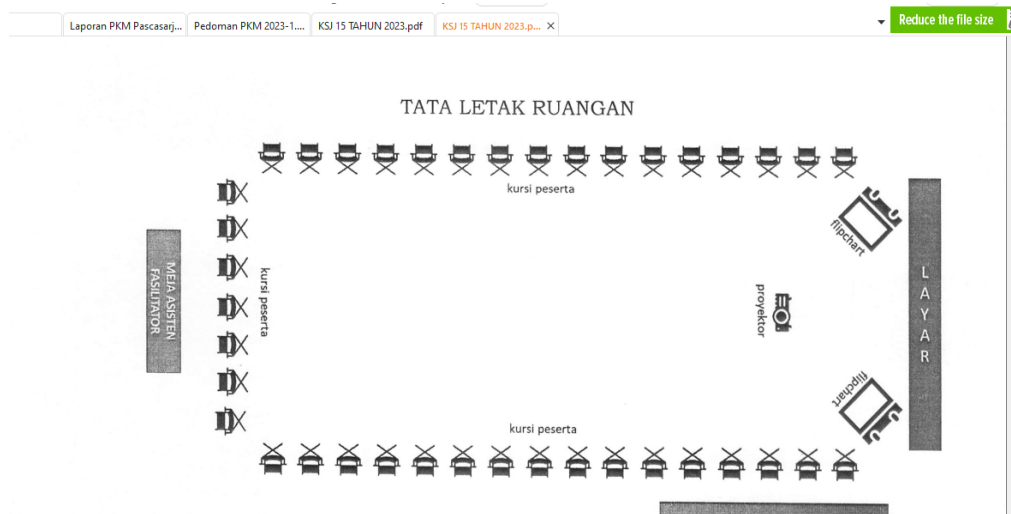 Laporan PKM Pascasarj...
Pedoman PKM 2023-1....
KSJ 15 TAHUN 2023.pdf
KSJ 15 TAHUN 2023.p...
Reduce the file size
TATA LETAK RUANGAN
kursi peserta
flipchart
LAYAR
MEJA ASISTEN
FASILITATOR
kursi peserta
proyektor
flipchart
kursi peserta